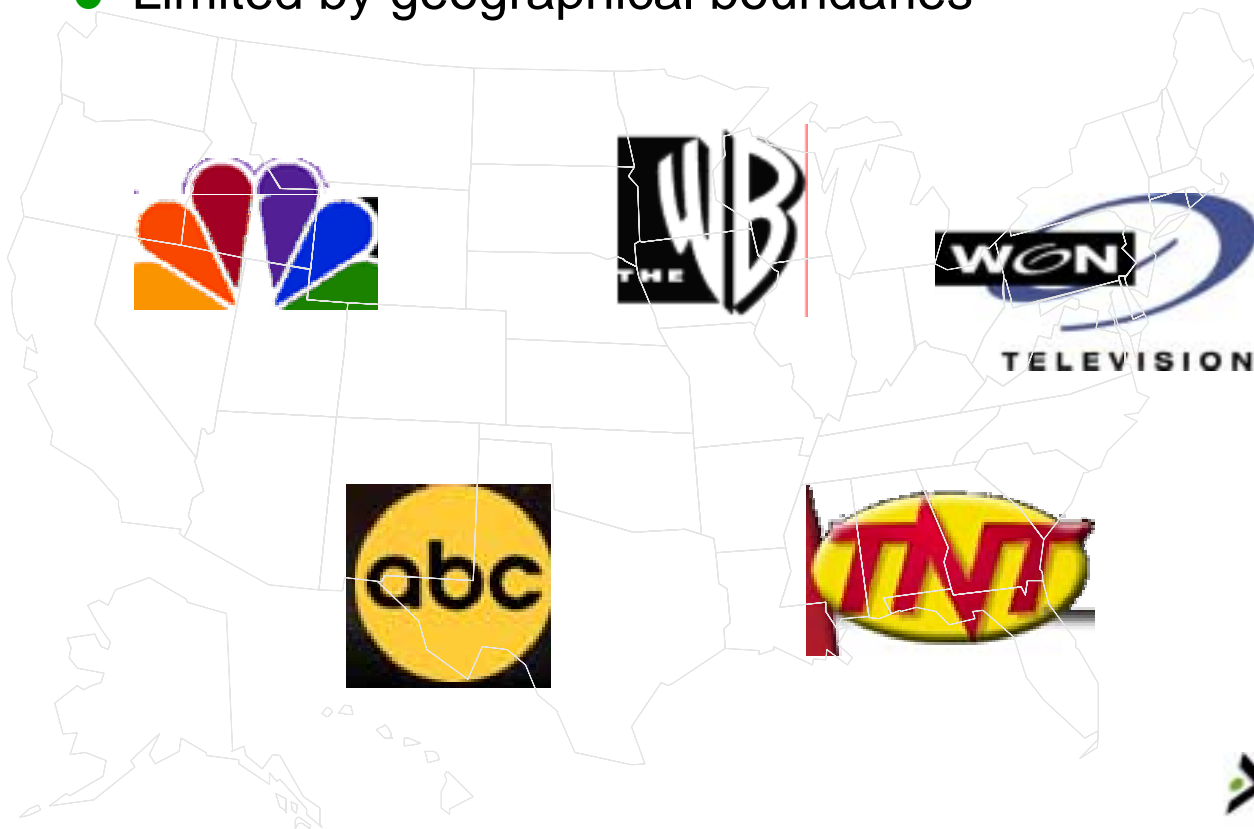 Limited by geographical boundaries
THE WB
WGN
TELEVISION
abc
TNT